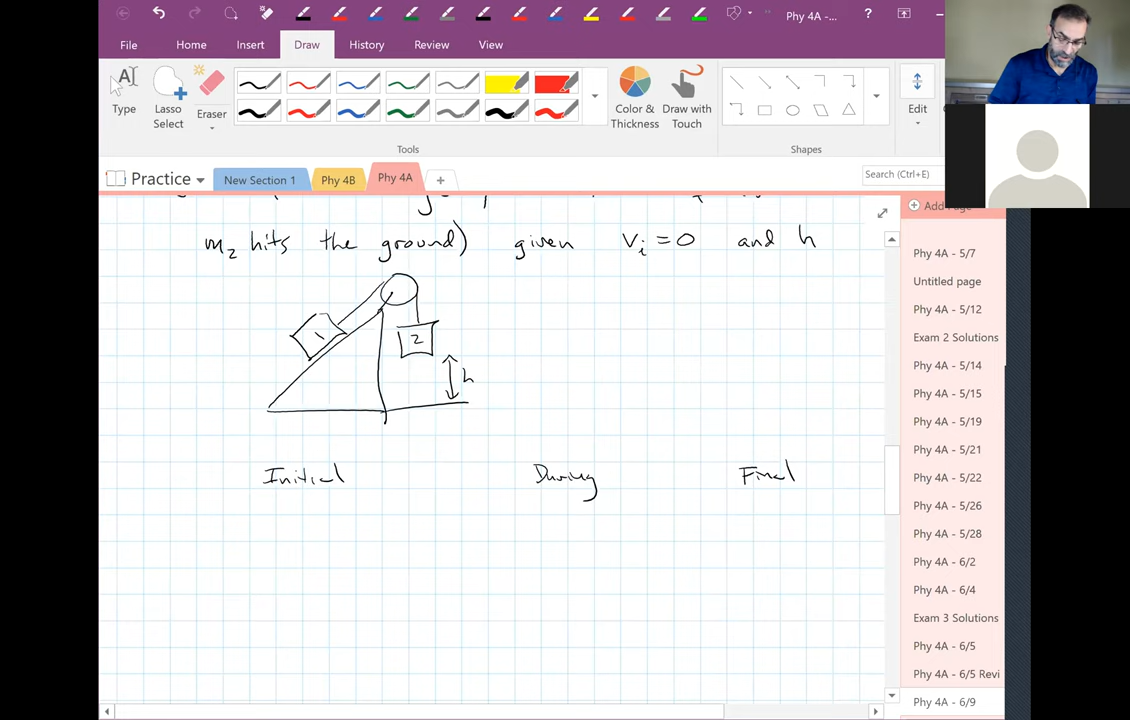 Phy 4A -...
?
File Home Insert Draw History Review View
Type
Lasso Select
Eraser
Color & Thickness
Draw with Touch
Edit
Tools
Shapes
Practice
New Section 1
Phy 4B
Phy 4A
+
Search (Ctrl+E)
Add Page
m2 hits the ground) given vi = 0 and h
1
2
h
Initial During Final
Phy 4A - 5/7
Untitled page
Phy 4A - 5/12
Exam 2 Solutions
Phy 4A - 5/14
Phy 4A - 5/15
Phy 4A - 5/19
Phy 4A - 5/21
Phy 4A - 5/22
Phy 4A - 5/26
Phy 4A - 5/28
Phy 4A - 6/2
Phy 4A - 6/4
Exam 3 Solutions
Phy 4A - 6/5
Phy 4A - 6/5 Revi
Phy 4A - 6/9